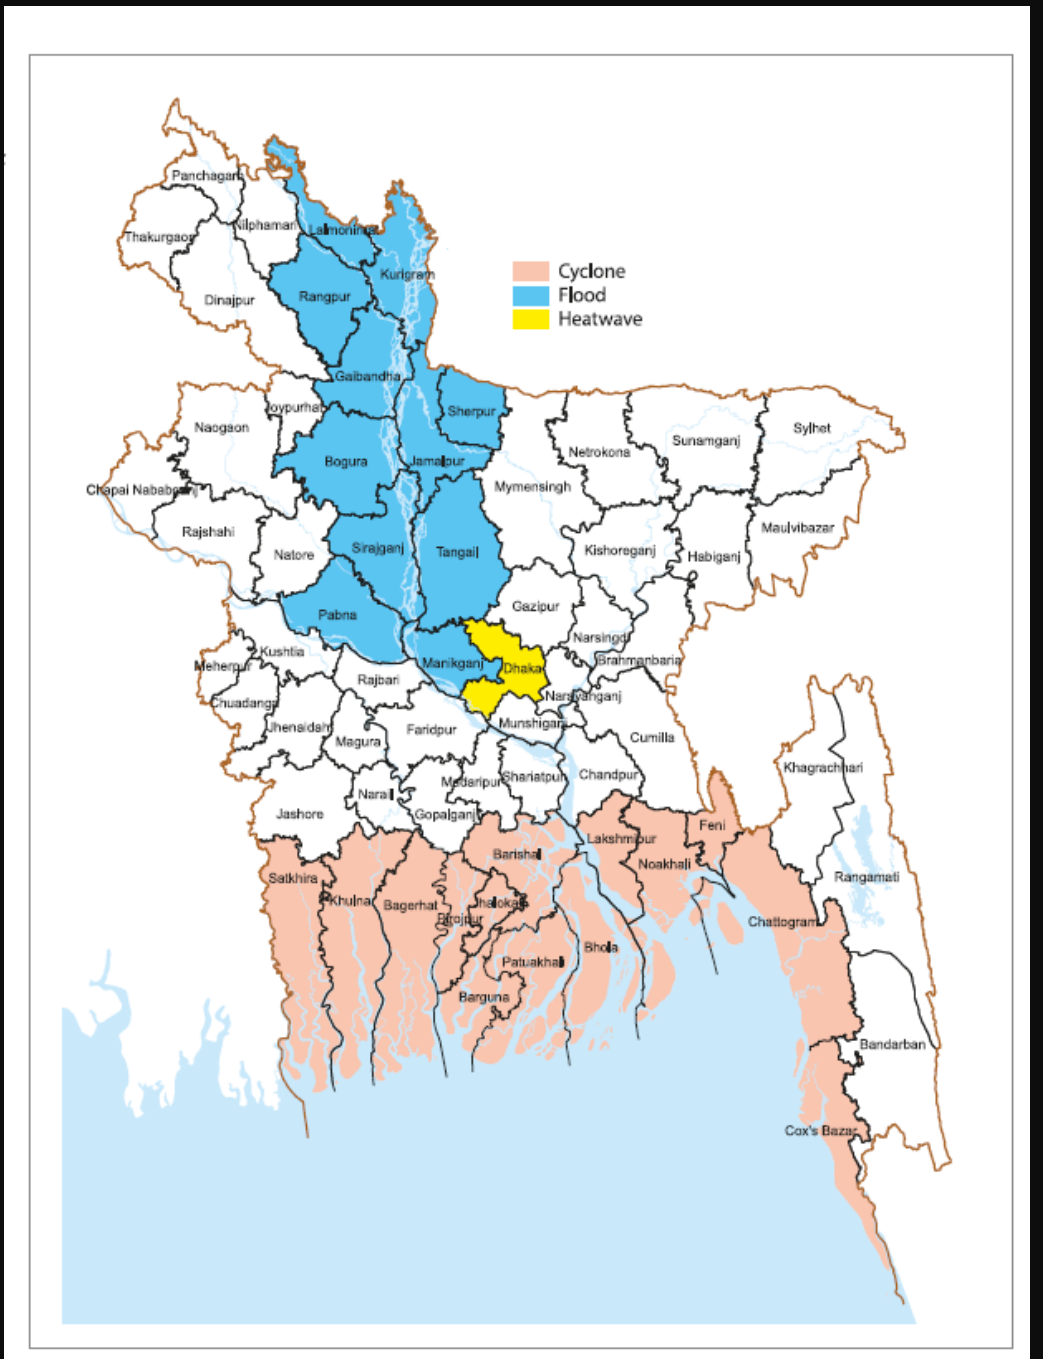 Panchagarh
Nilphamari
Lalmonirhat
Thakurgaon
Kurigram
Cyclone
Dinajpur
Rangpur
Flood
Heatwave
Gaibandha
Joypurhat
Sherpur
Naogaon
Sylhet
Sunamganj
Netrokona
Bogura
Jamalpur
Mymensingh
Chapai Nababganj
Maulvibazar
Rajshahi
Sirajganj
Tangail
Kishoreganj
Natore
Habiganj
Gazipur
Pabna
Narsingdi
Kushtia
Brahmanbaria
Meherpur
Manikganj
Dhaka
Rajbari
Narayanganj
Chuadanga
Jhenaidah
Faridpur
Munshiganj
Magura
Cumilla
Khagrachhari
Madaripur
Shariatpur
Chandpur
Narail
Jashore
Gopalganj
Feni
Lakshmipur
Barishal
Noakhali
Satkhira
Rangamati
Khulna
Bagerhat
Jhalokati
Pirojpur
Chattogram
Bhola
Patuakhali
Barguna
Bandarban
Cox's Bazar